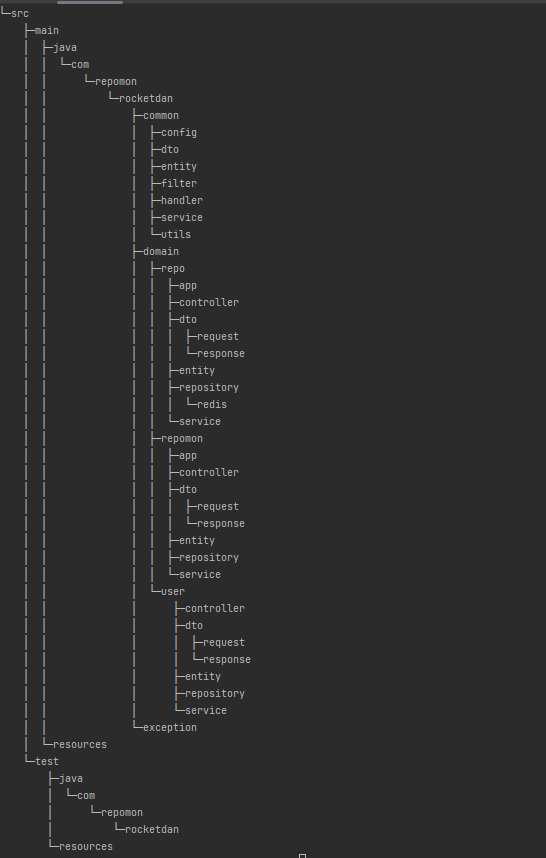 └─src
    ├─main
    │  ├─java
    │  │  └─com
    │  │      └─repomon
    │  │          └─rocketdan
    │  │              ├─common
    │  │              │  ├─config
    │  │              │  ├─dto
    │  │              │  ├─entity
    │  │              │  ├─filter
    │  │              │  ├─handler
    │  │              │  ├─service
    │  │              │  └─utils
    │  │              ├─domain
    │  │              │  ├─repo
    │  │              │  │  ├─app
    │  │              │  │  ├─controller
    │  │              │  │  ├─dto
    │  │              │  │  │  ├─request
    │  │              │  │  │  └─response
    │  │              │  │  ├─entity
    │  │              │  │  ├─repository
    │  │              │  │  │  └─redis
    │  │              │  │  └─service
    │  │              │  ├─repomon
    │  │              │  │  ├─app
    │  │              │  │  ├─controller
    │  │              │  │  ├─dto
    │  │              │  │  │  ├─request
    │  │              │  │  │  └─response
    │  │              │  │  ├─entity
    │  │              │  │  ├─repository
    │  │              │  │  └─service
    │  │              │  └─user
    │  │              │      ├─controller
    │  │              │      ├─dto
    │  │              │      │  ├─request
    │  │              │      │  └─response
    │  │              │      ├─entity
    │  │              │      ├─repository
    │  │              │      └─service
    │  │              └─exception
    │  └─resources
    └─test
        ├─java
        │  └─com
        │      └─repomon
        │          └─rocketdan
        └─resources